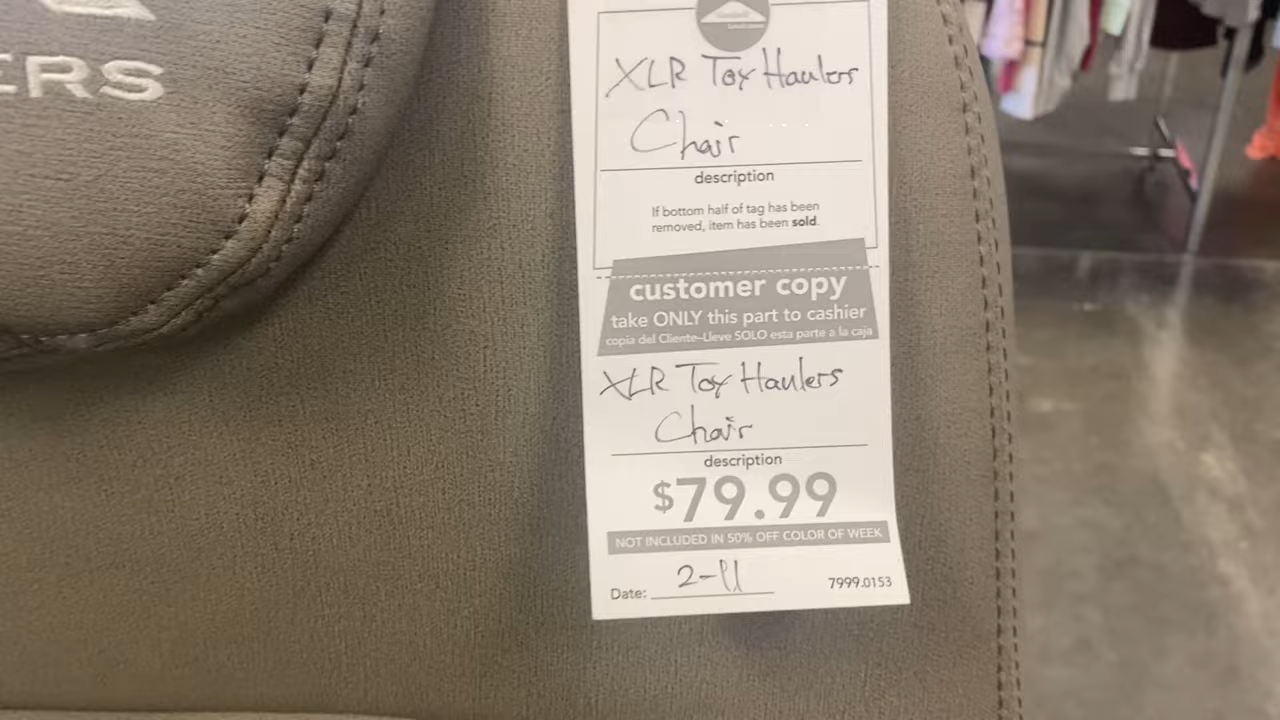 ERS
XLR Toy Haulers
Chair
description
If bottom half of tag has been
removed, item has been sold.
customer copy
take ONLY this part to cashier
copia del Cliente-Lleve SOLO esta parte a la caja
XLR Toy Haulers
Chair
description
$79.99
NOT INCLUDED IN 50% OFF COLOR OF WEEK
Date: 2-11
7999.0153